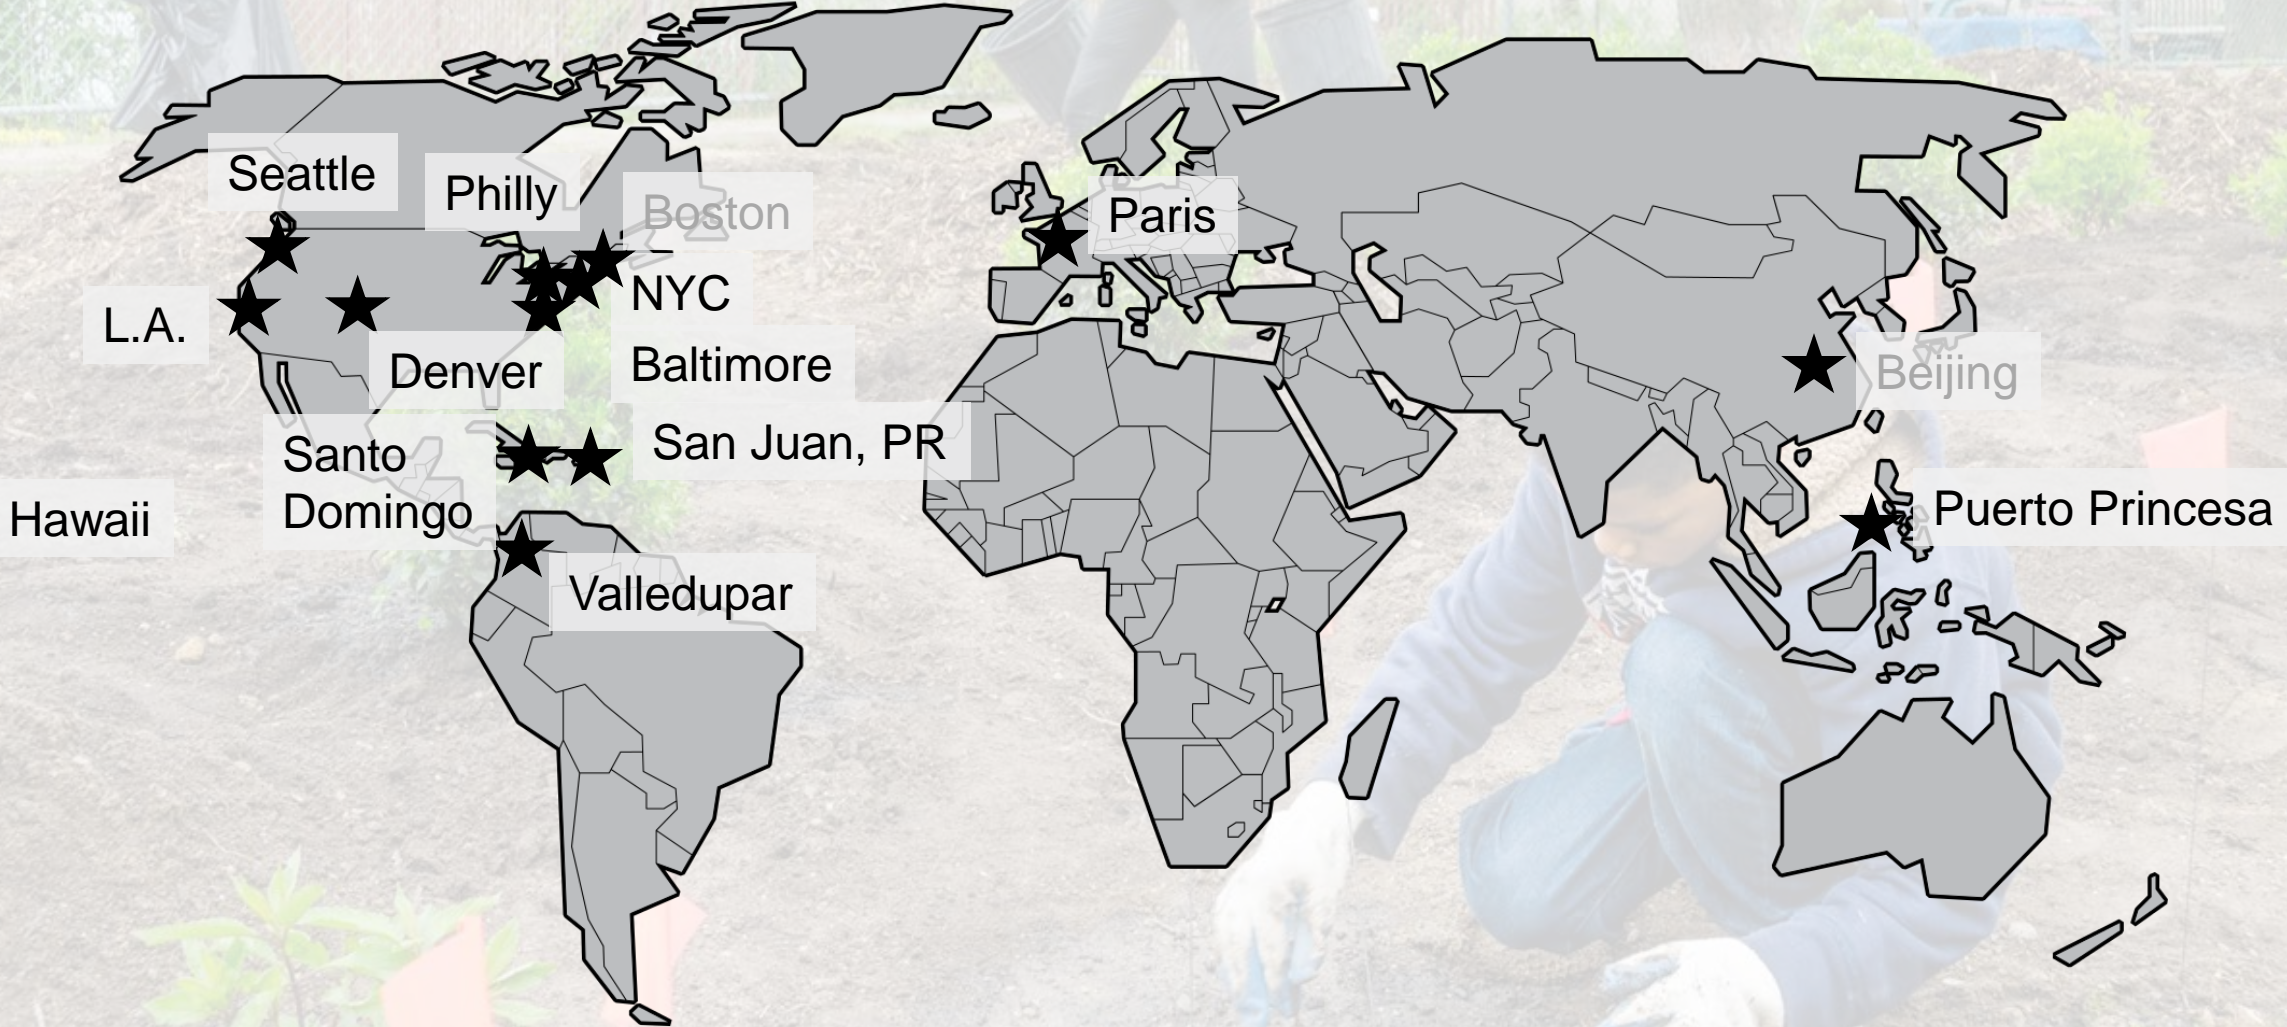 Seattle
Philly
Boston
Paris
NYC
L.A.
Denver
Baltimore
Beijing
Santo
Domingo
San Juan, PR
Hawaii
Puerto Princesa
Valledupar